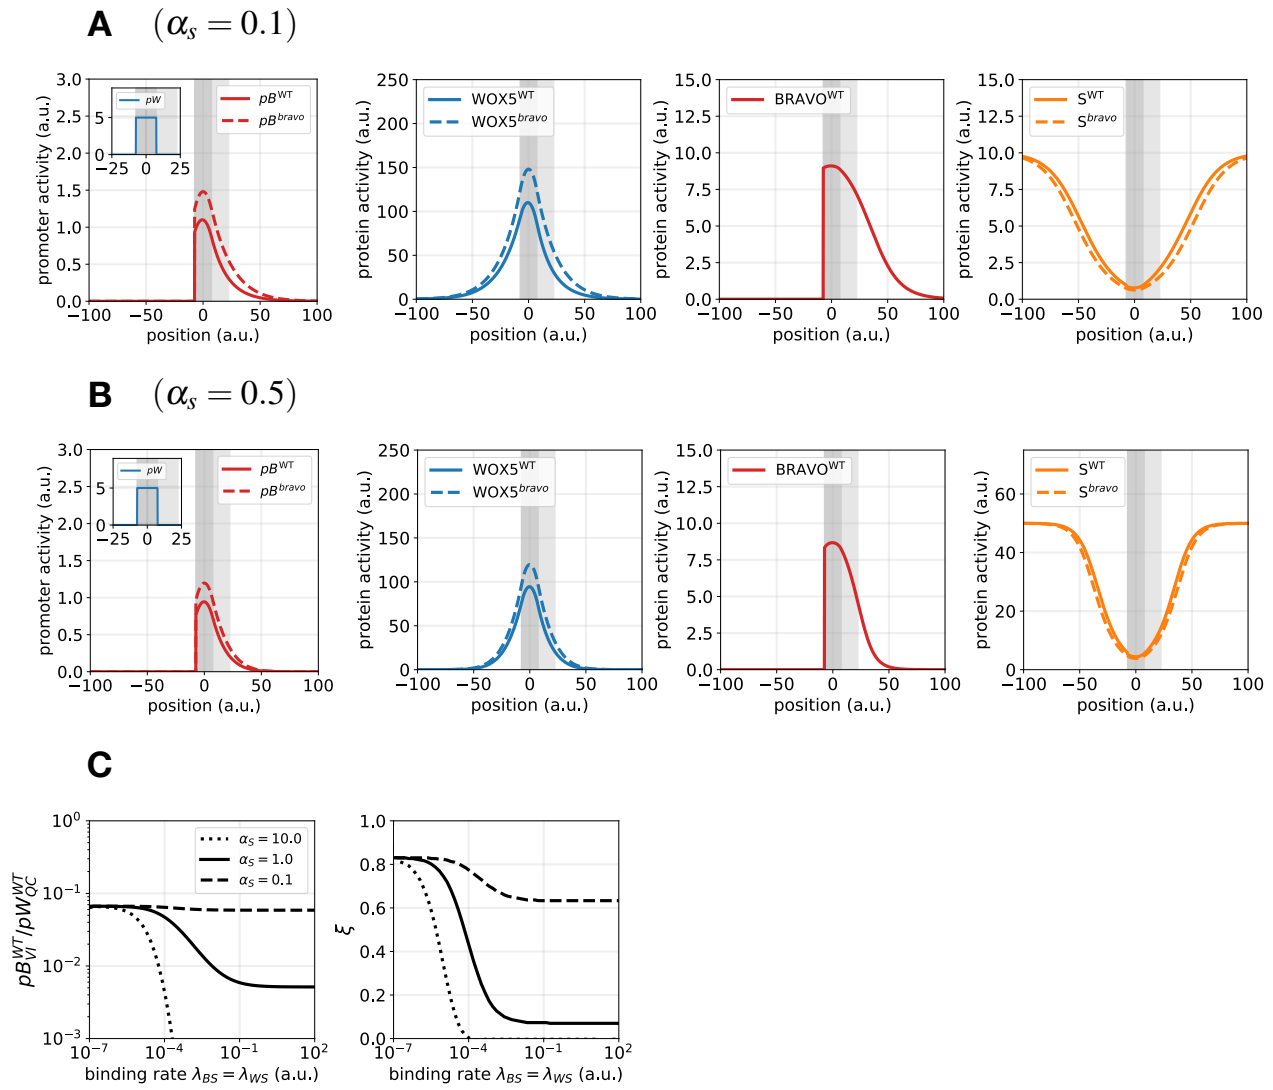 A (αs = 0.1)
promoter activity (a.u.)
3.0
2.5
2.0
1.5
1.0
0.5
0.0
−100 −50 0 50 100
position (a.u.)
pW
5
0
−25 0 25
pB^WT
pB^bravo
protein activity (a.u.)
250
200
150
100
50
0
−100 −50 0 50 100
position (a.u.)
WOX5^WT
WOX5^bravo
protein activity (a.u.)
15.0
12.5
10.0
7.5
5.0
2.5
0.0
−100 −50 0 50 100
position (a.u.)
BRAVO^WT
protein activity (a.u.)
15.0
12.5
10.0
7.5
5.0
2.5
0.0
−100 −50 0 50 100
position (a.u.)
S^WT
S^bravo
B (αs = 0.5)
promoter activity (a.u.)
3.0
2.5
2.0
1.5
1.0
0.5
0.0
−100 −50 0 50 100
position (a.u.)
pW
5
0
−25 0 25
pB^WT
pB^bravo
protein activity (a.u.)
250
200
150
100
50
0
−100 −50 0 50 100
position (a.u.)
WOX5^WT
WOX5^bravo
protein activity (a.u.)
15.0
12.5
10.0
7.5
5.0
2.5
0.0
−100 −50 0 50 100
position (a.u.)
BRAVO^WT
protein activity (a.u.)
60
40
20
0
−100 −50 0 50 100
position (a.u.)
S^WT
S^bravo
C
pB_VI^WT/pW_QC^WT
10^0
10^−1
10^−2
10^−3
10^−7 10^−4 10^−1 10^2
binding rate λ_BS = λ_WS (a.u.)
α_S = 10.0
α_S = 1.0
α_S = 0.1
ξ
1.0
0.8
0.6
0.4
0.2
0.0
10^−7 10^−4 10^−1 10^2
binding rate λ_BS = λ_WS (a.u.)